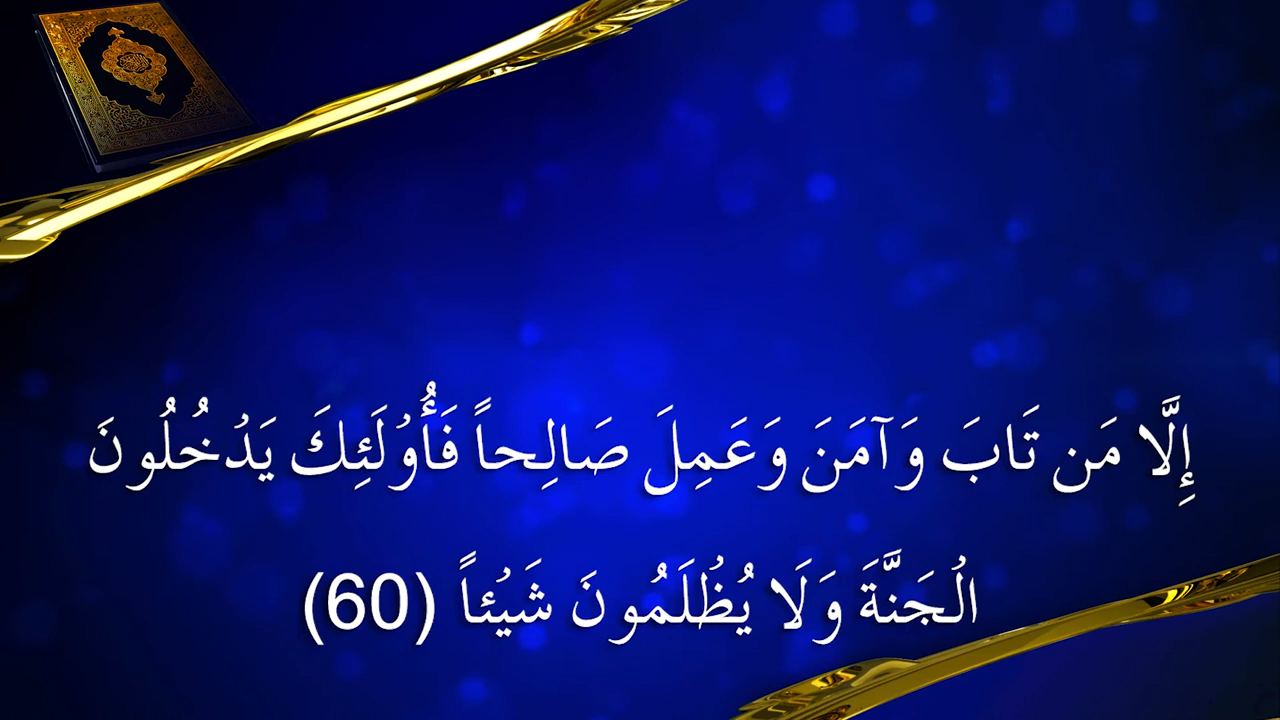 إِلَّا مَن تَابَ وَآمَنَ وَعَمِلَ صَالِحاً فَأُوْلَئِكَ يَدْخُلُونَ
الْجَنَّةَ وَلَا يُظْلَمُونَ شَيْئاً (60)